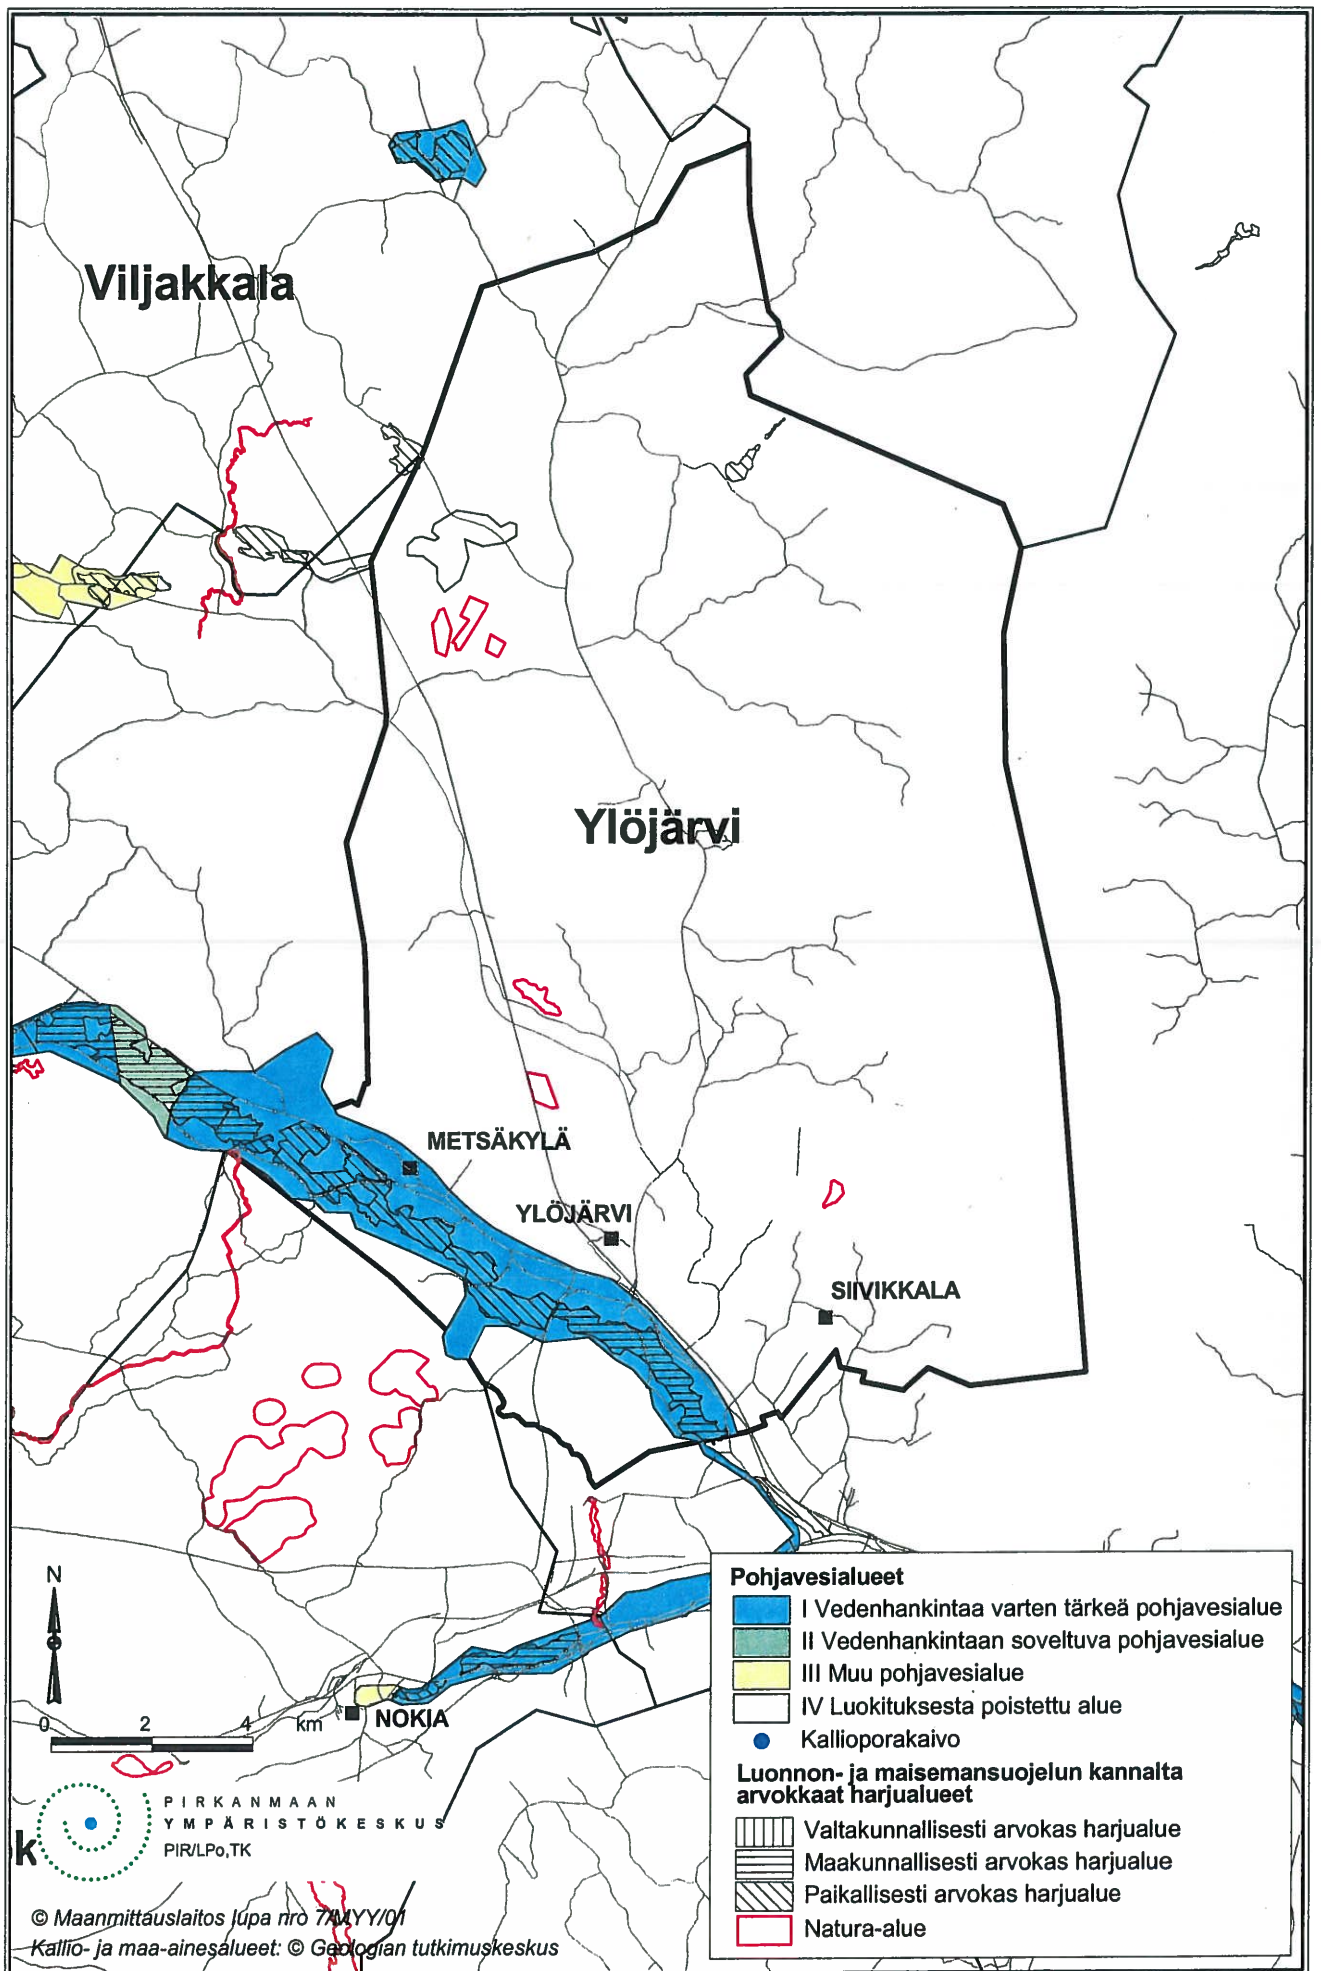 Viljakkala
Ylöjärvi
METSÄKYLÄ
YLÖJÄRVI
SIIVIKKALA
N
0 2 4 km
NOKIA
k
PIRKANMAAN
YMPÄRISTÖKESKUS
PIR/LPo,TK
© Maanmittauslaitos lupa nro 7/MYY/01
Kallio- ja maa-ainesalueet: © Geologian tutkimuskeskus
Pohjavesialueet
I Vedenhankintaa varten tärkeä pohjavesialue
II Vedenhankintaan soveltuva pohjavesialue
III Muu pohjavesialue
IV Luokituksesta poistettu alue
Kallioporakaivo
Luonnon- ja maisemansuojelun kannalta
arvokkaat harjualueet
Valtakunnallisesti arvokas harjualue
Maakunnallisesti arvokas harjualue
Paikallisesti arvokas harjualue
Natura-alue